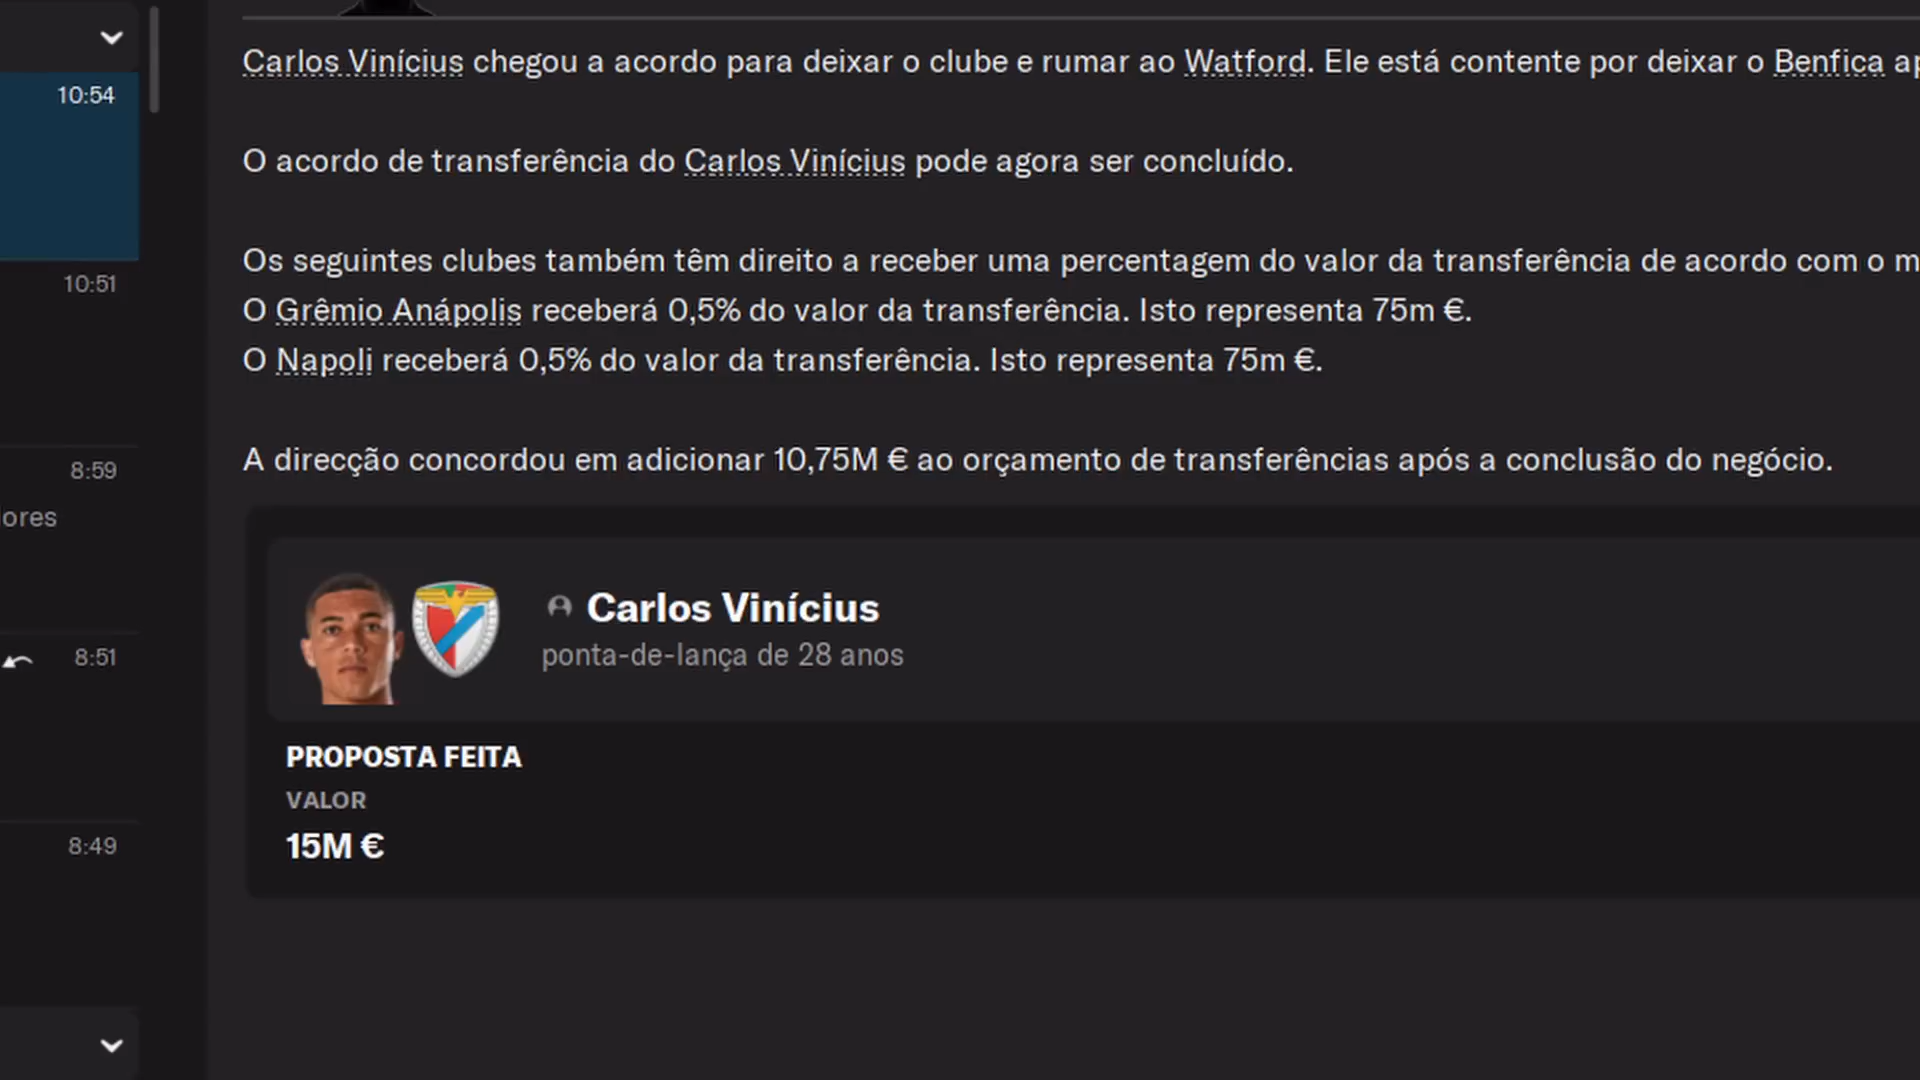 10:54
10:51
8:59
8:51
8:49
Carlos Vinícius chegou a acordo para deixar o clube e rumar ao Watford. Ele está contente por deixar o Benfica
O acordo de transferência do Carlos Vinícius pode agora ser concluído.
Os seguintes clubes também têm direito a receber uma percentagem do valor da transferência de acordo com o
O Grêmio Anápolis receberá 0,5% do valor da transferência. Isto representa 75m €.
O Napoli receberá 0,5% do valor da transferência. Isto representa 75m €.
A direcção concordou em adicionar 10,75M € ao orçamento de transferências após a conclusão do negócio.
Carlos Vinícius
ponta-de-lança de 28 anos
PROPOSTA FEITA
VALOR
15M €